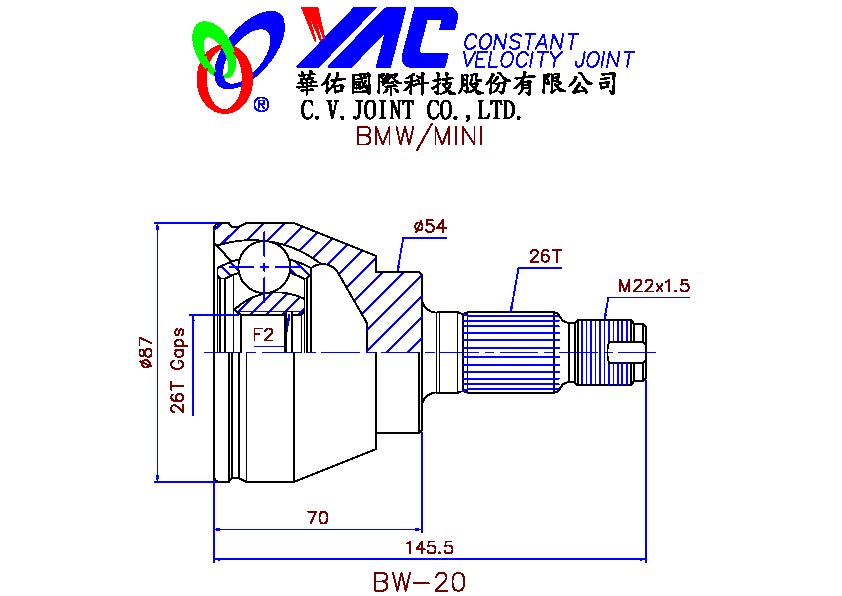 YAC CONSTANT
VELOCITY JOINT
®
華佑國際科技股份有限公司
C.V.JOINT CO.,LTD.
BMW/MINI
ø54
26T
M22x1.5
F2
ø87
26T Gaps
70
145.5
BW-20